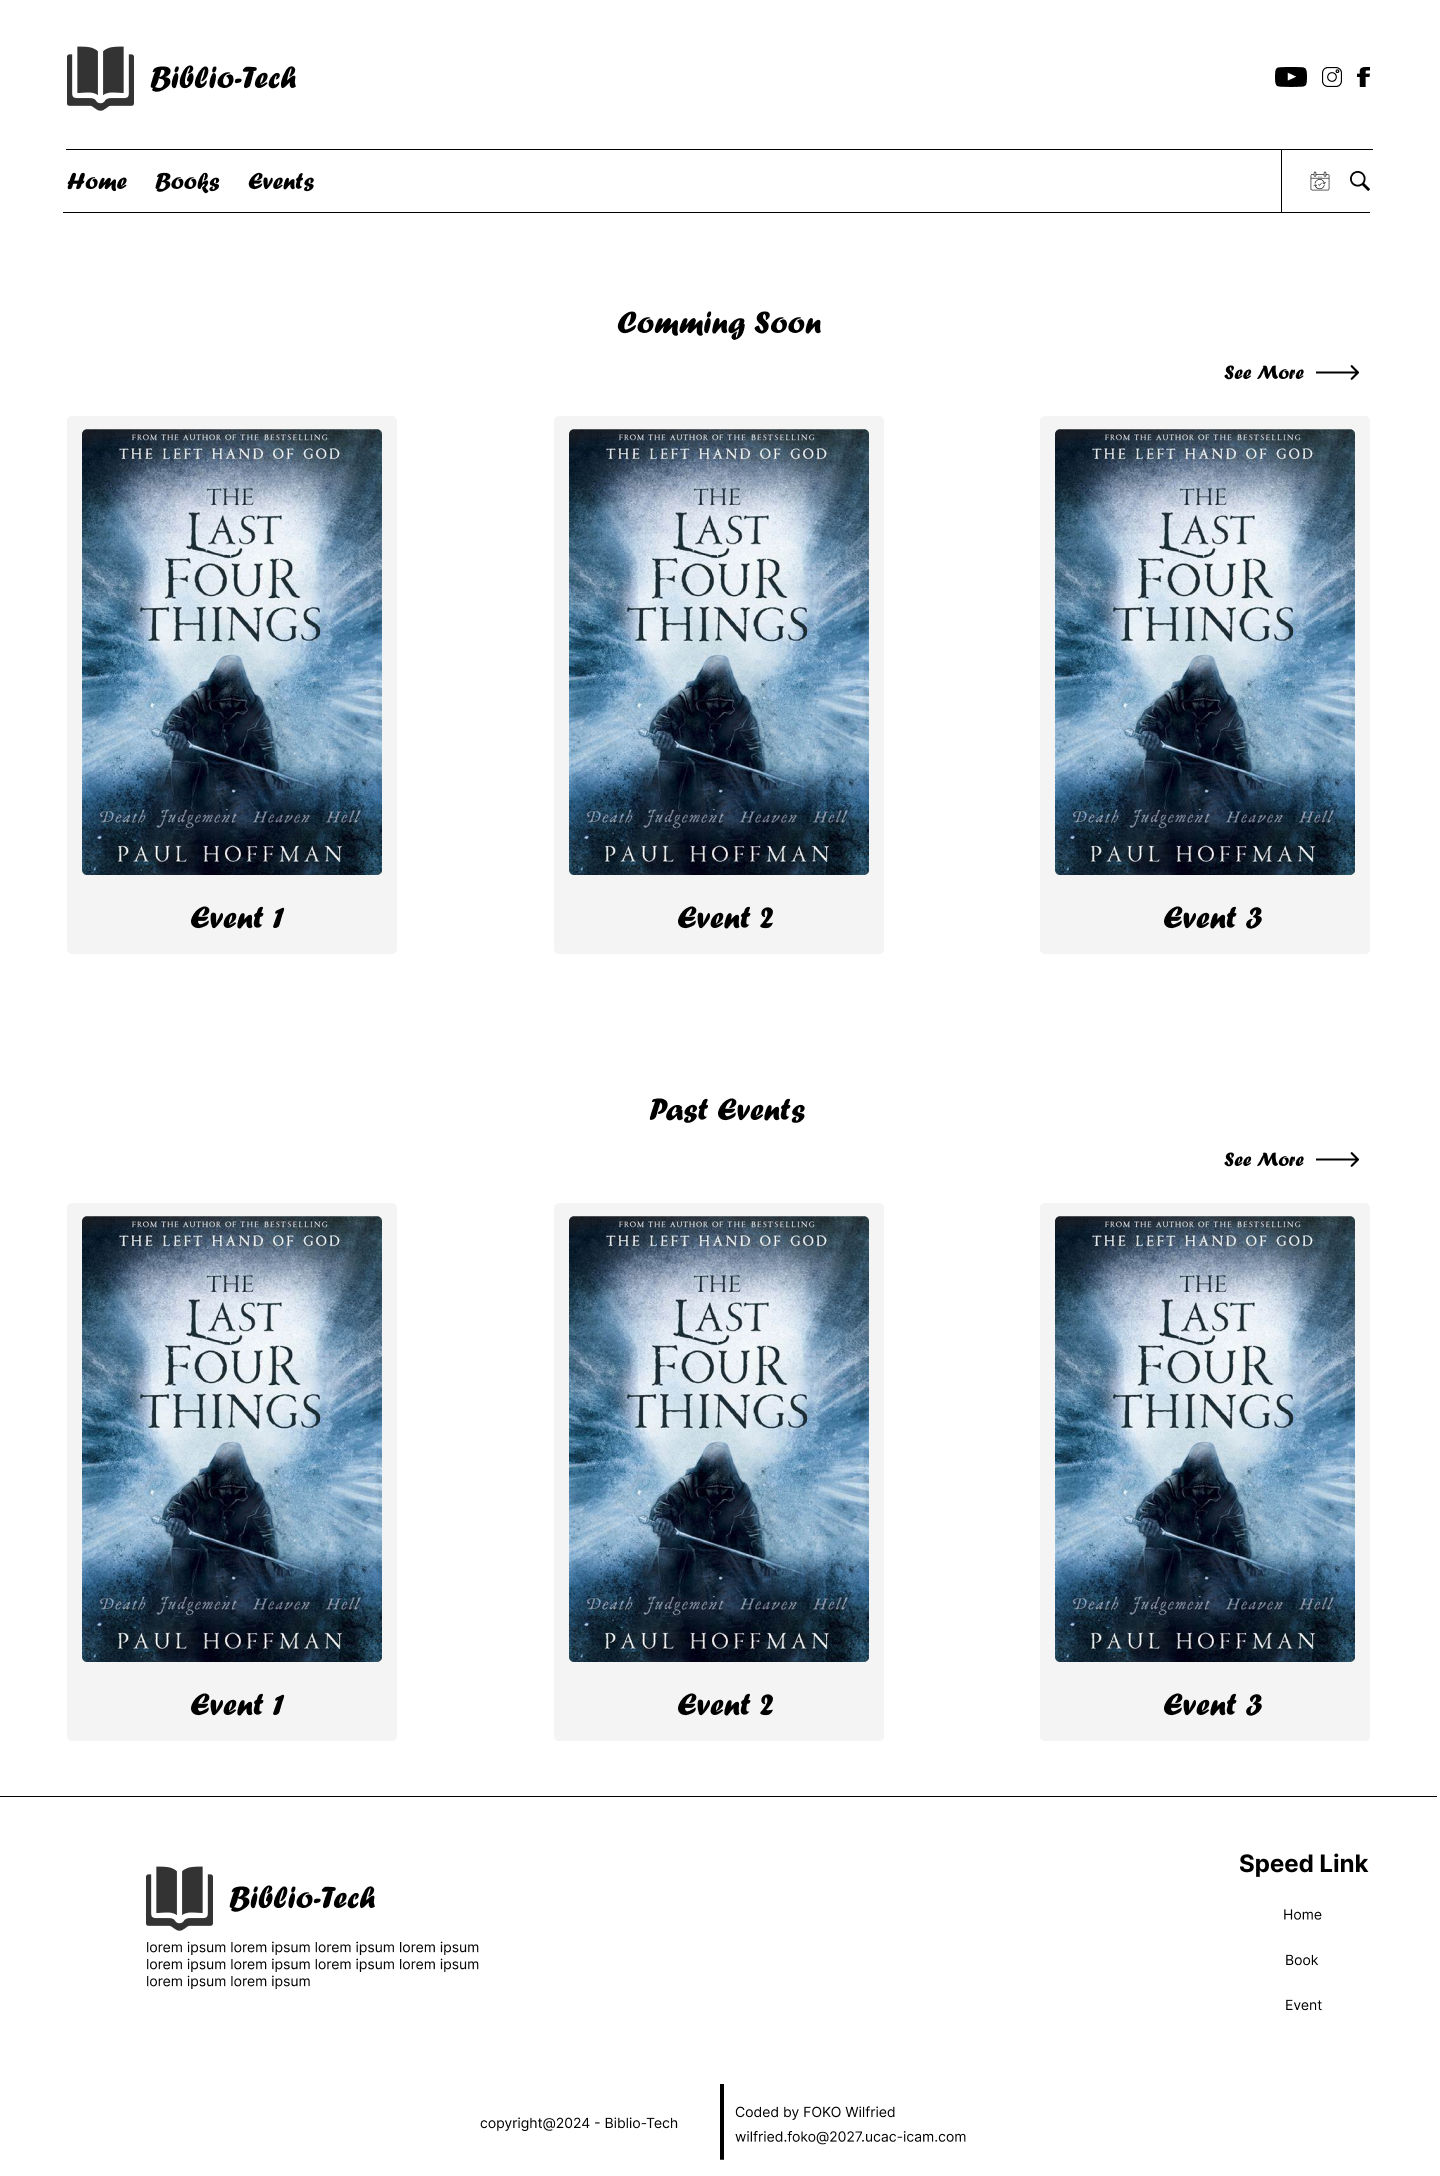 Biblio-Tech
Home Books Events
Comming Soon
See More
FROM THE AUTHOR OF THE BESTSELLING
THE LEFT HAND OF GOD
THE
LAST
FOUR
THINGS
Death Judgement Heaven Hell
PAUL HOFFMAN
Event 1
FROM THE AUTHOR OF THE BESTSELLING
THE LEFT HAND OF GOD
THE
LAST
FOUR
THINGS
Death Judgement Heaven Hell
PAUL HOFFMAN
Event 2
FROM THE AUTHOR OF THE BESTSELLING
THE LEFT HAND OF GOD
THE
LAST
FOUR
THINGS
Death Judgement Heaven Hell
PAUL HOFFMAN
Event 3
Past Events
See More
FROM THE AUTHOR OF THE BESTSELLING
THE LEFT HAND OF GOD
THE
LAST
FOUR
THINGS
Death Judgement Heaven Hell
PAUL HOFFMAN
Event 1
FROM THE AUTHOR OF THE BESTSELLING
THE LEFT HAND OF GOD
THE
LAST
FOUR
THINGS
Death Judgement Heaven Hell
PAUL HOFFMAN
Event 2
FROM THE AUTHOR OF THE BESTSELLING
THE LEFT HAND OF GOD
THE
LAST
FOUR
THINGS
Death Judgement Heaven Hell
PAUL HOFFMAN
Event 3
Biblio-Tech
lorem ipsum lorem ipsum lorem ipsum lorem ipsum
lorem ipsum lorem ipsum lorem ipsum lorem ipsum
lorem ipsum lorem ipsum
Speed Link
Home
Book
Event
copyright@2024 - Biblio-Tech
Coded by FOKO Wilfried
wilfried.foko@2027.ucac-icam.com